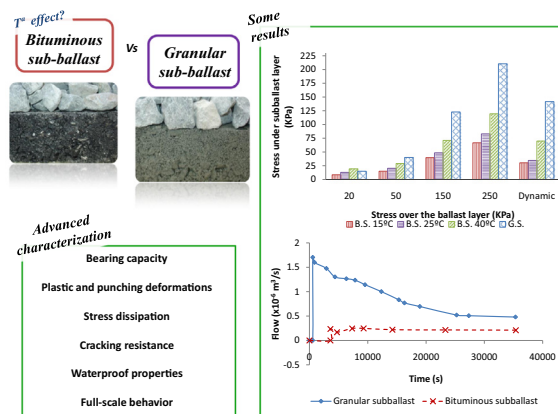 Tª effect?
Bituminous
sub-ballast
Vs
Granular
sub-ballast
Advanced
characterization
Bearing capacity
Plastic and punching deformations
Stress dissipation
Cracking resistance
Waterproof properties
Full-scale behavior
Some
results
Stress under subballast layer
(KPa)
225
200
175
150
125
100
75
50
25
0
20 50 150 250 Dynamic
Stress over the ballast layer (KPa)
B.S. 15ºC B.S. 25ºC B.S. 40ºC G.S.
Flow (x10⁻⁶ m³/s)
2
1.5
1
0.5
0
-0.5
0 10000 20000 30000 40000
Time (s)
Granular subballast Bituminous subballast